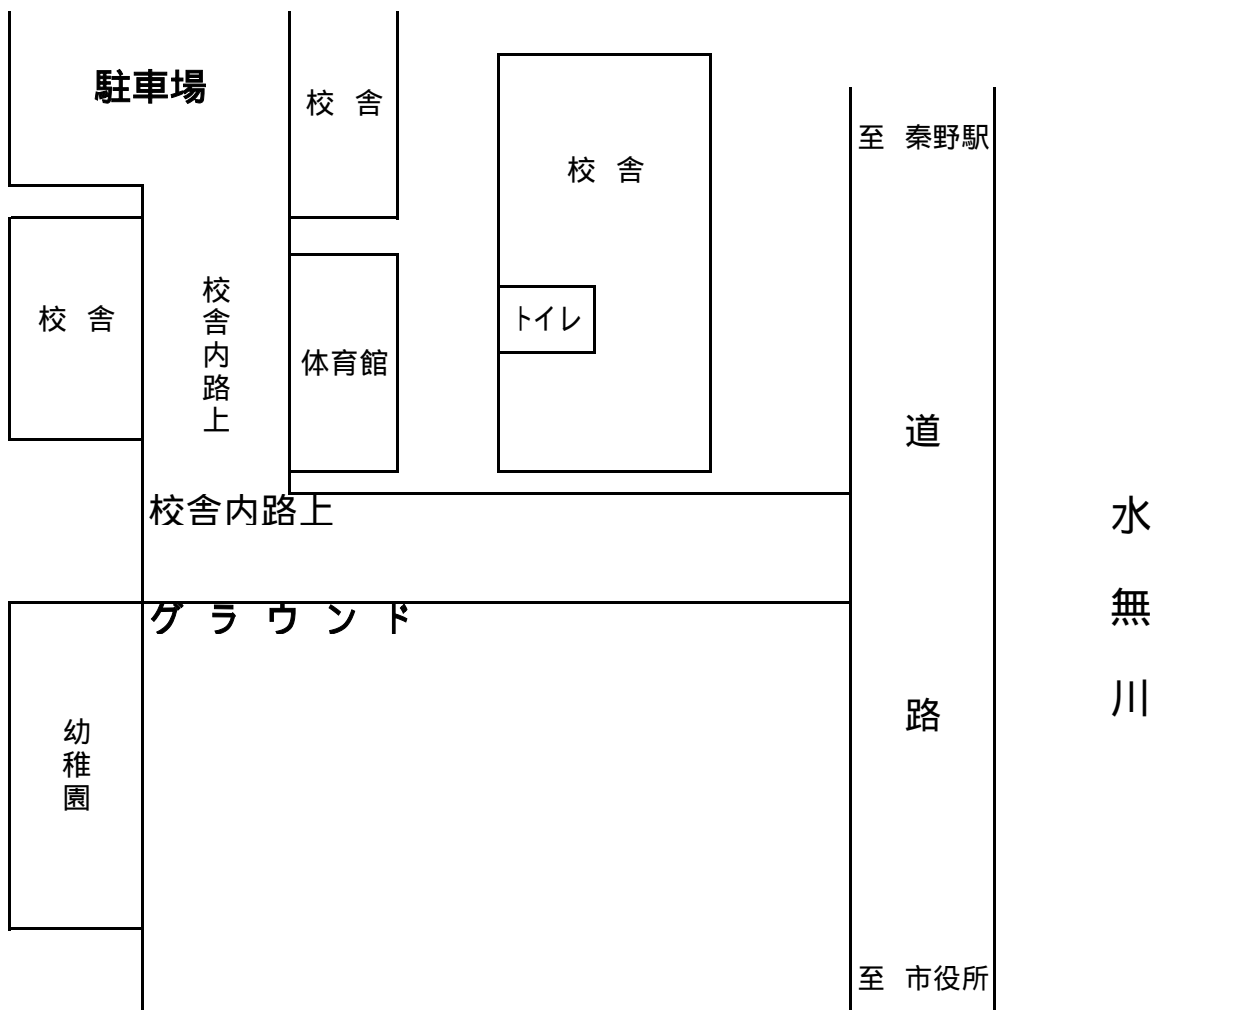 駐車場
校 舎
校 舎
至 秦野駅
校 舎
校舎内路上
トイレ
体育館
道
校舎内路上
水無川
グラウンド
路
幼稚園
至 市役所